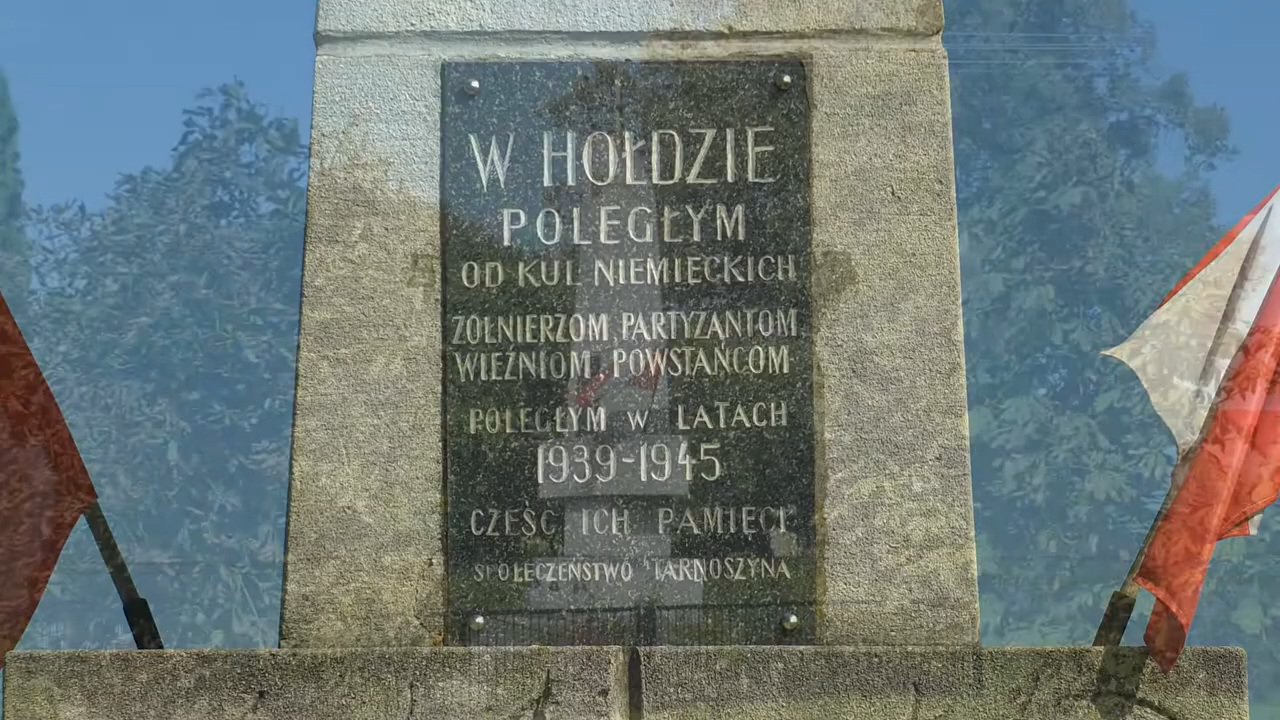 W HOŁDZIE
POLEGŁYM
OD KUL NIEMIECKICH
ŻOŁNIERZOM PARTYZANTOM
WIĘŹNIOM POWSTAŃCOM
POLEGŁYM W LATACH
1939-1945
CZEŚĆ ICH PAMIĘCI
SPOŁECZEŃSTWO TARNOSZYNA